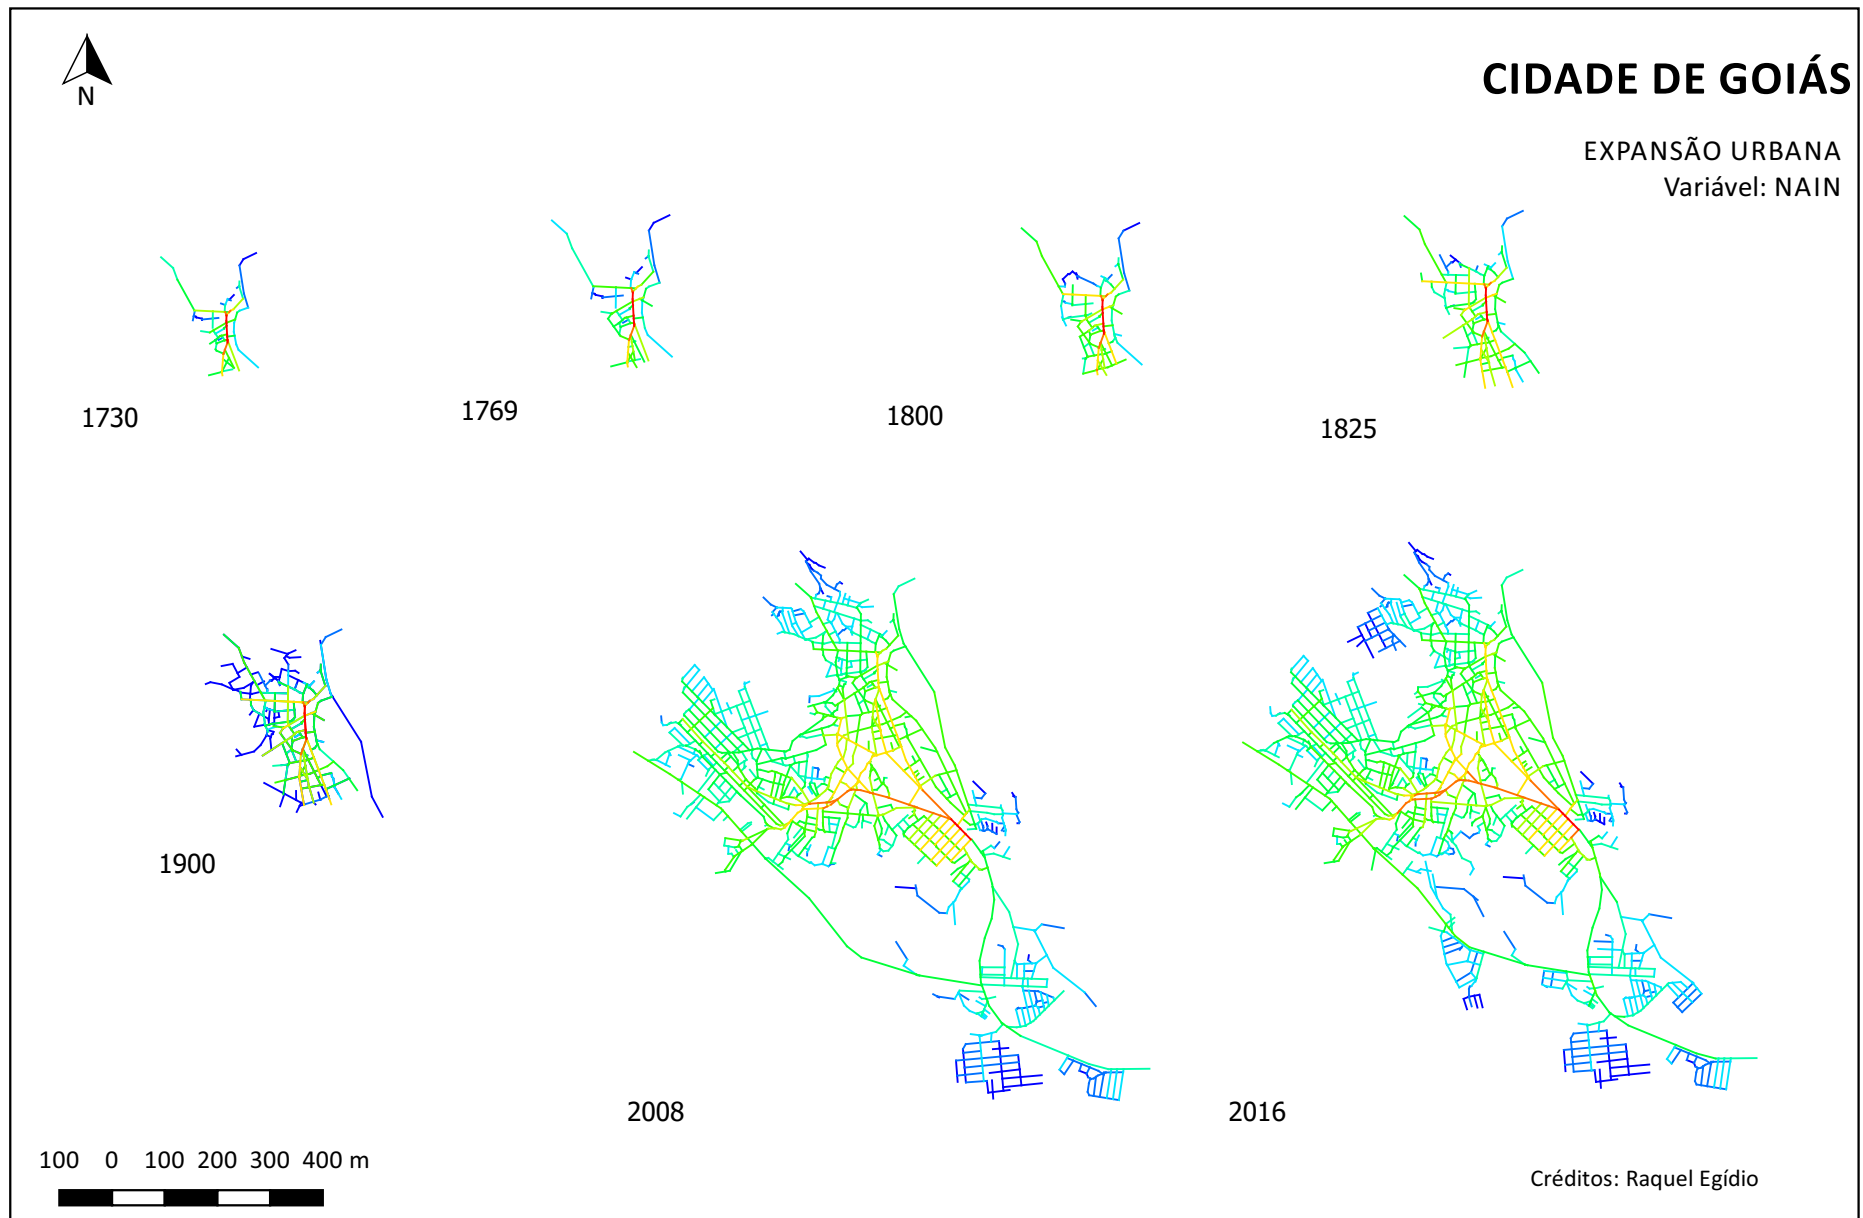 N
CIDADE DE GOIÁS
EXPANSÃO URBANA
Variável: NAIN
1730
1769
1800
1825
1900
2008
2016
100 0 100 200 300 400 m
Créditos: Raquel Egídio